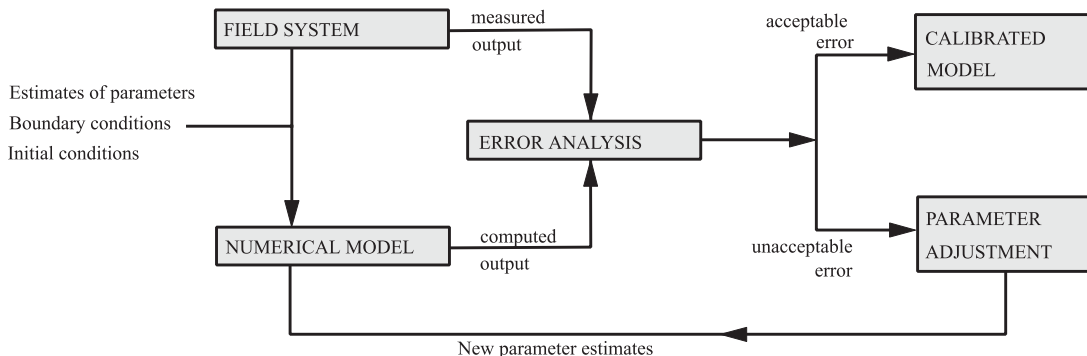 FIELD SYSTEM
measured
output
acceptable
error
CALIBRATED
MODEL
Estimates of parameters
Boundary conditions
Initial conditions
ERROR ANALYSIS
NUMERICAL MODEL
computed
output
unacceptable
error
PARAMETER
ADJUSTMENT
New parameter estimates